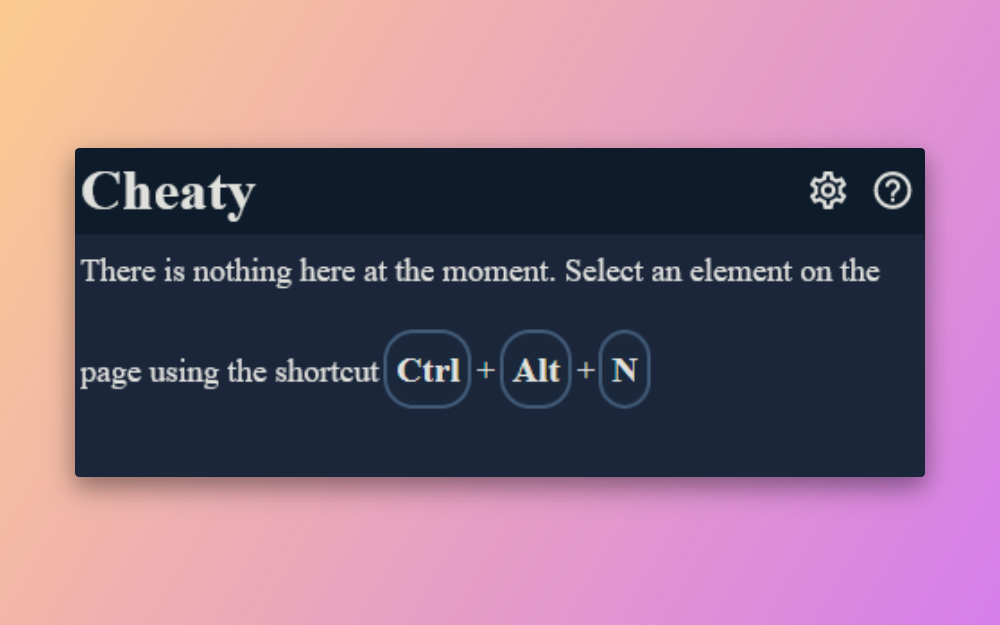 Cheaty
There is nothing here at the moment. Select an element on the
page using the shortcut Ctrl + Alt + N